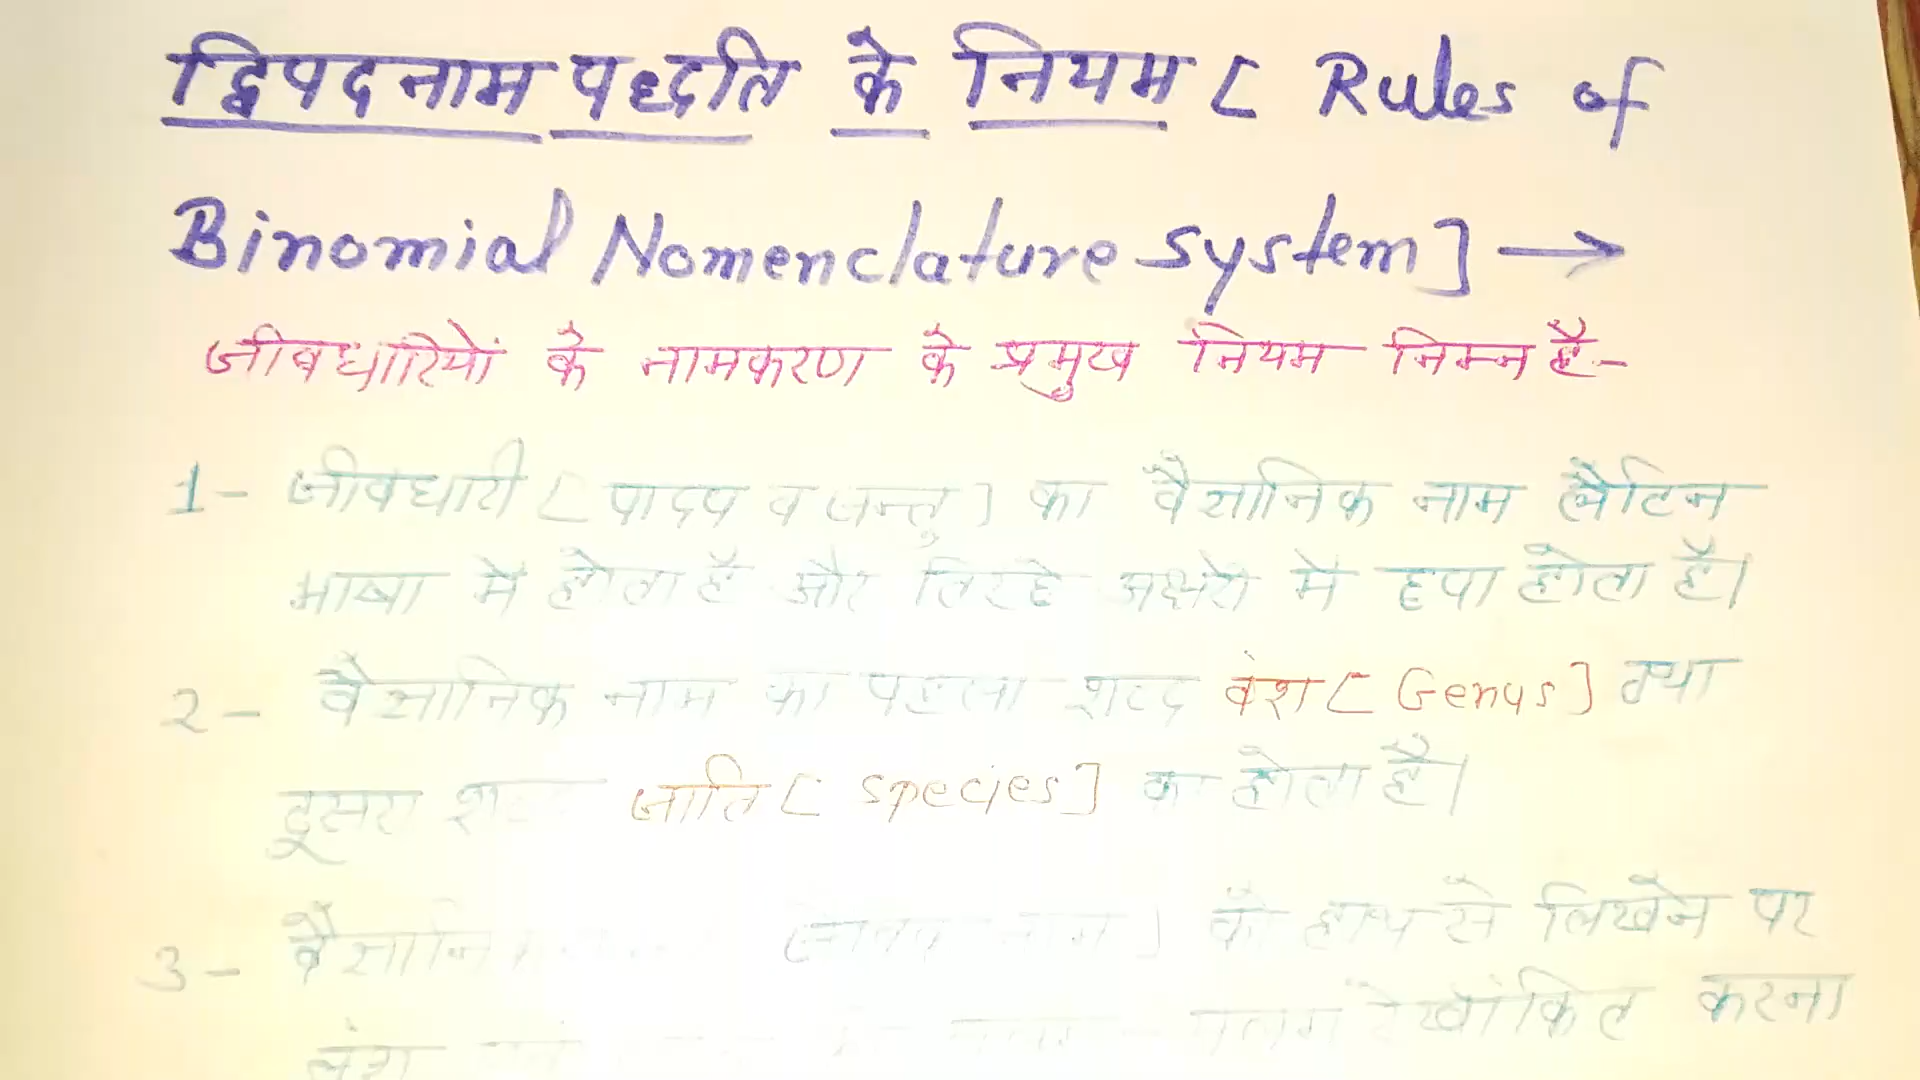 द्विपदनाम पद्धति के नियम [ Rules of
Binomial Nomenclature System ] →
जीवधारियों के नामकरण के प्रमुख नियम निम्न है-
1- जीवधारी [ पादप व जन्तु ] का वैज्ञानिक नाम लैटिन
भाषा में होता है और तिरछे अक्षरों में छपा होता है।
2- वैज्ञानिक नाम का पहला शब्द वंश [ Genus ] तथा
दूसरा शब्द जाति [ species ] का होता है।
3- को हाथ से लिखने पर
रेखांकित करना